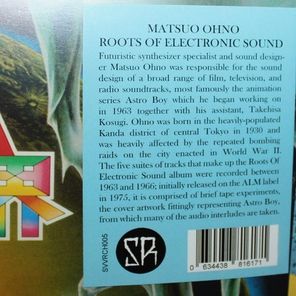 MATSUO OHNO
ROOTS OF ELECTRONIC SOUND
Futuristic synthesizer specialist and sound design-
er Matsuo Ohno was responsible for the sound
design of a broad range of film, television, and
radio soundtracks, most famously the animation
series Astro Boy which he began working on
in 1963 together with his assistant, Takehisa
Kosugi. Ohno was born in the heavily-populated
Kanda district of central Tokyo in 1930 and
was heavily affected by the repeated bombing
raids on the city enacted in World War II.
The five suites of tracks that make up the Roots Of
Electronic Sound album were recorded between
1963 and 1966; initially released on the ALM label
in 1975, it is comprised of brief tape experiments,
the cover artwork fittingly representing Astro Boy,
from which many of the audio interludes are taken.
SVVRCH005
SR
0 634438 816171